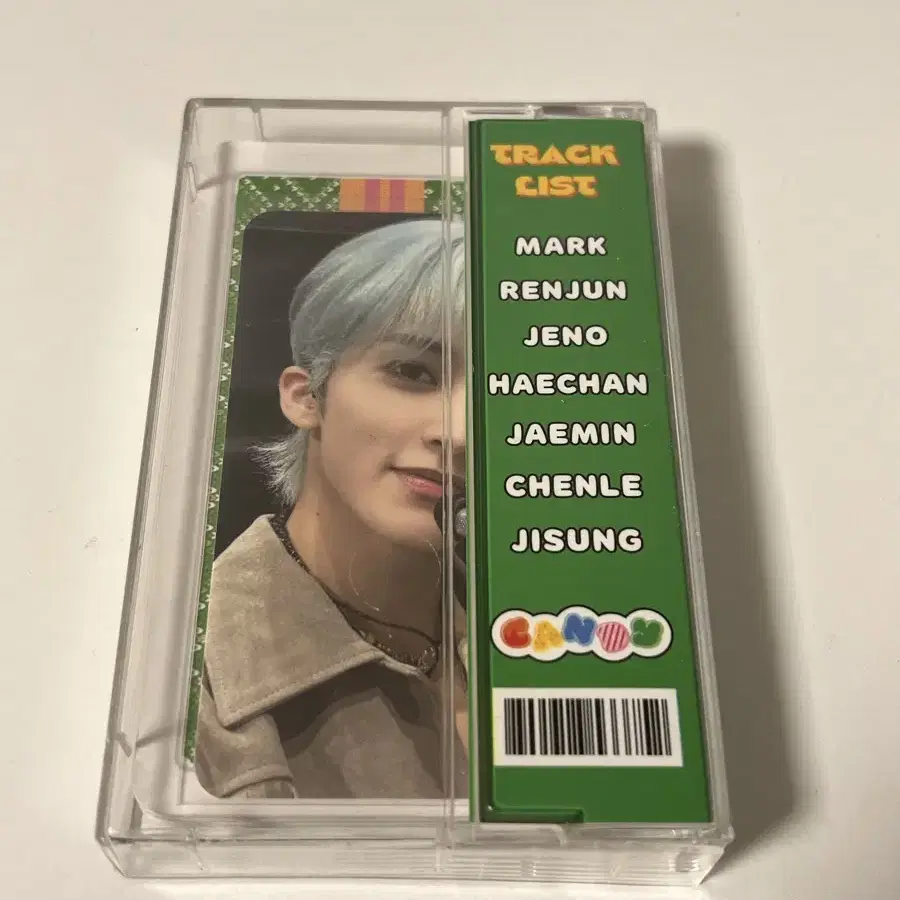 TRACK
LIST
MARK
RENJUN
JENO
HAECHAN
JAEMIN
CHENLE
JISUNG
CANDY